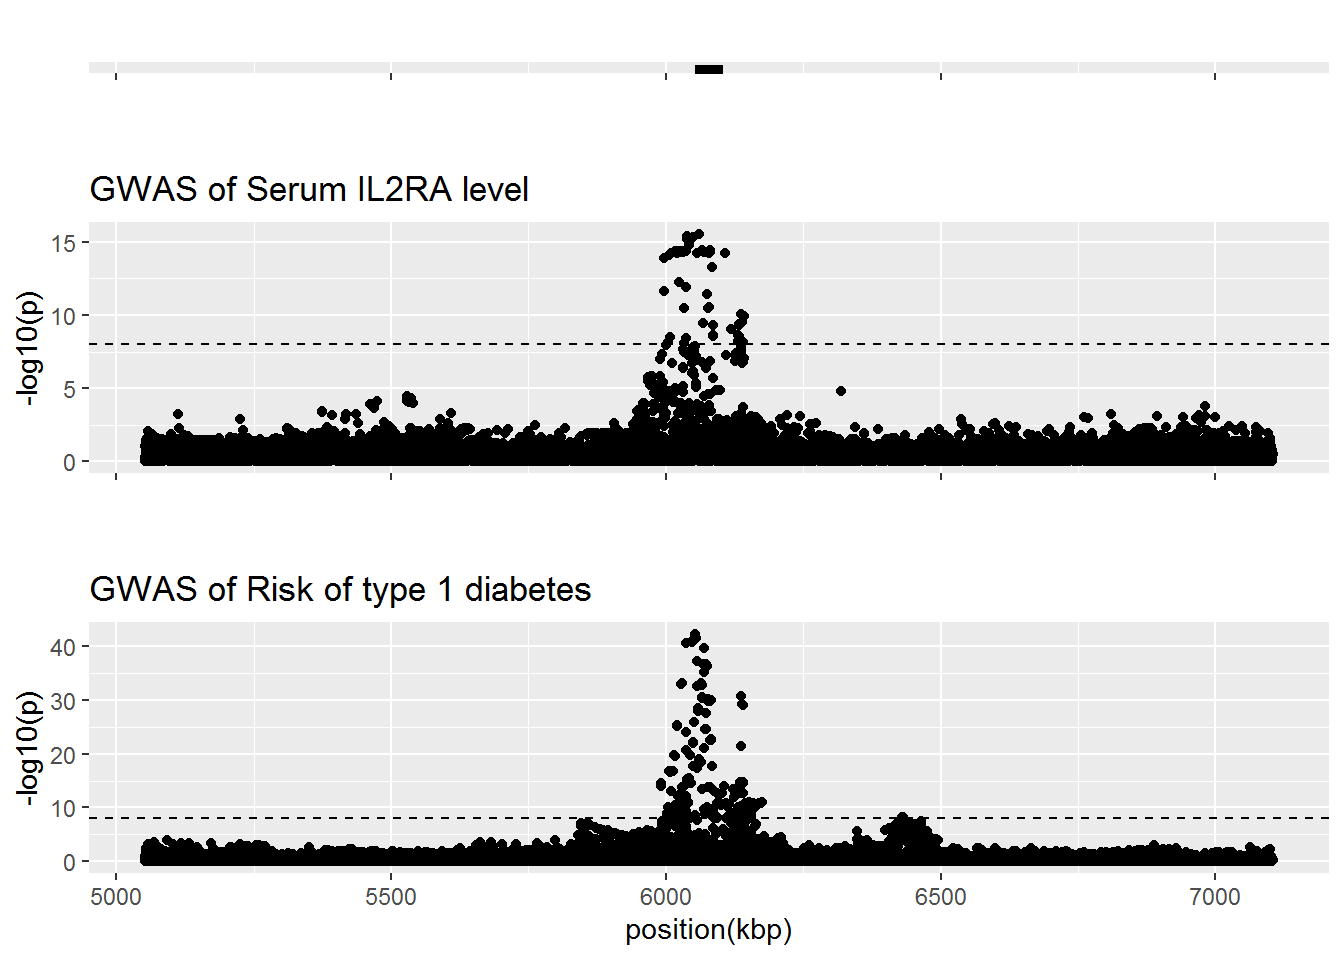 GWAS of Serum IL2RA level
15
10
5
0
-log10(p)
GWAS of Risk of type 1 diabetes
40
30
20
10
0
-log10(p)
5000 5500 6000 6500 7000
position(kbp)